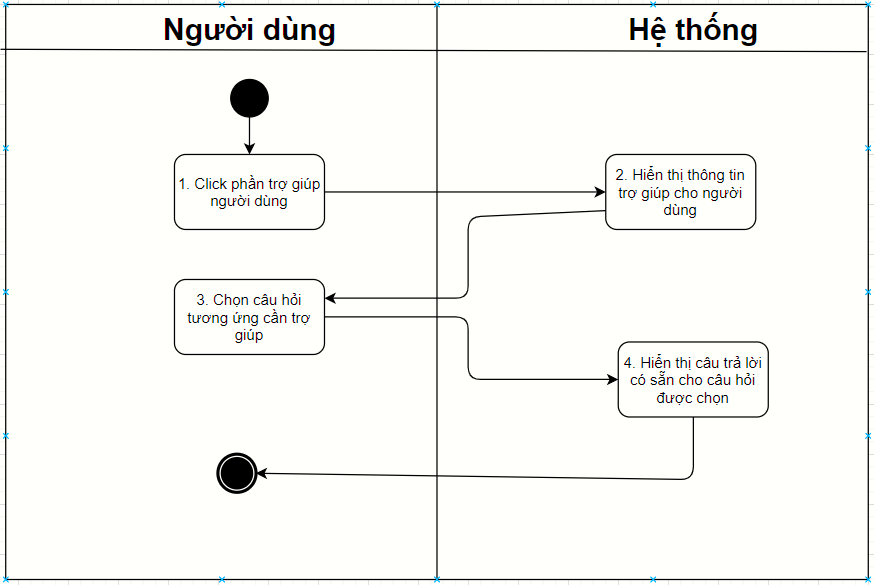 Người dùng
Hệ thống
1. Click phần trợ giúp
người dùng
2. Hiển thị thông tin
trợ giúp cho người
dùng
3. Chọn câu hỏi
tương ứng cần trợ
giúp
4. Hiển thị câu trả lời
có sẵn cho câu hỏi
được chọn